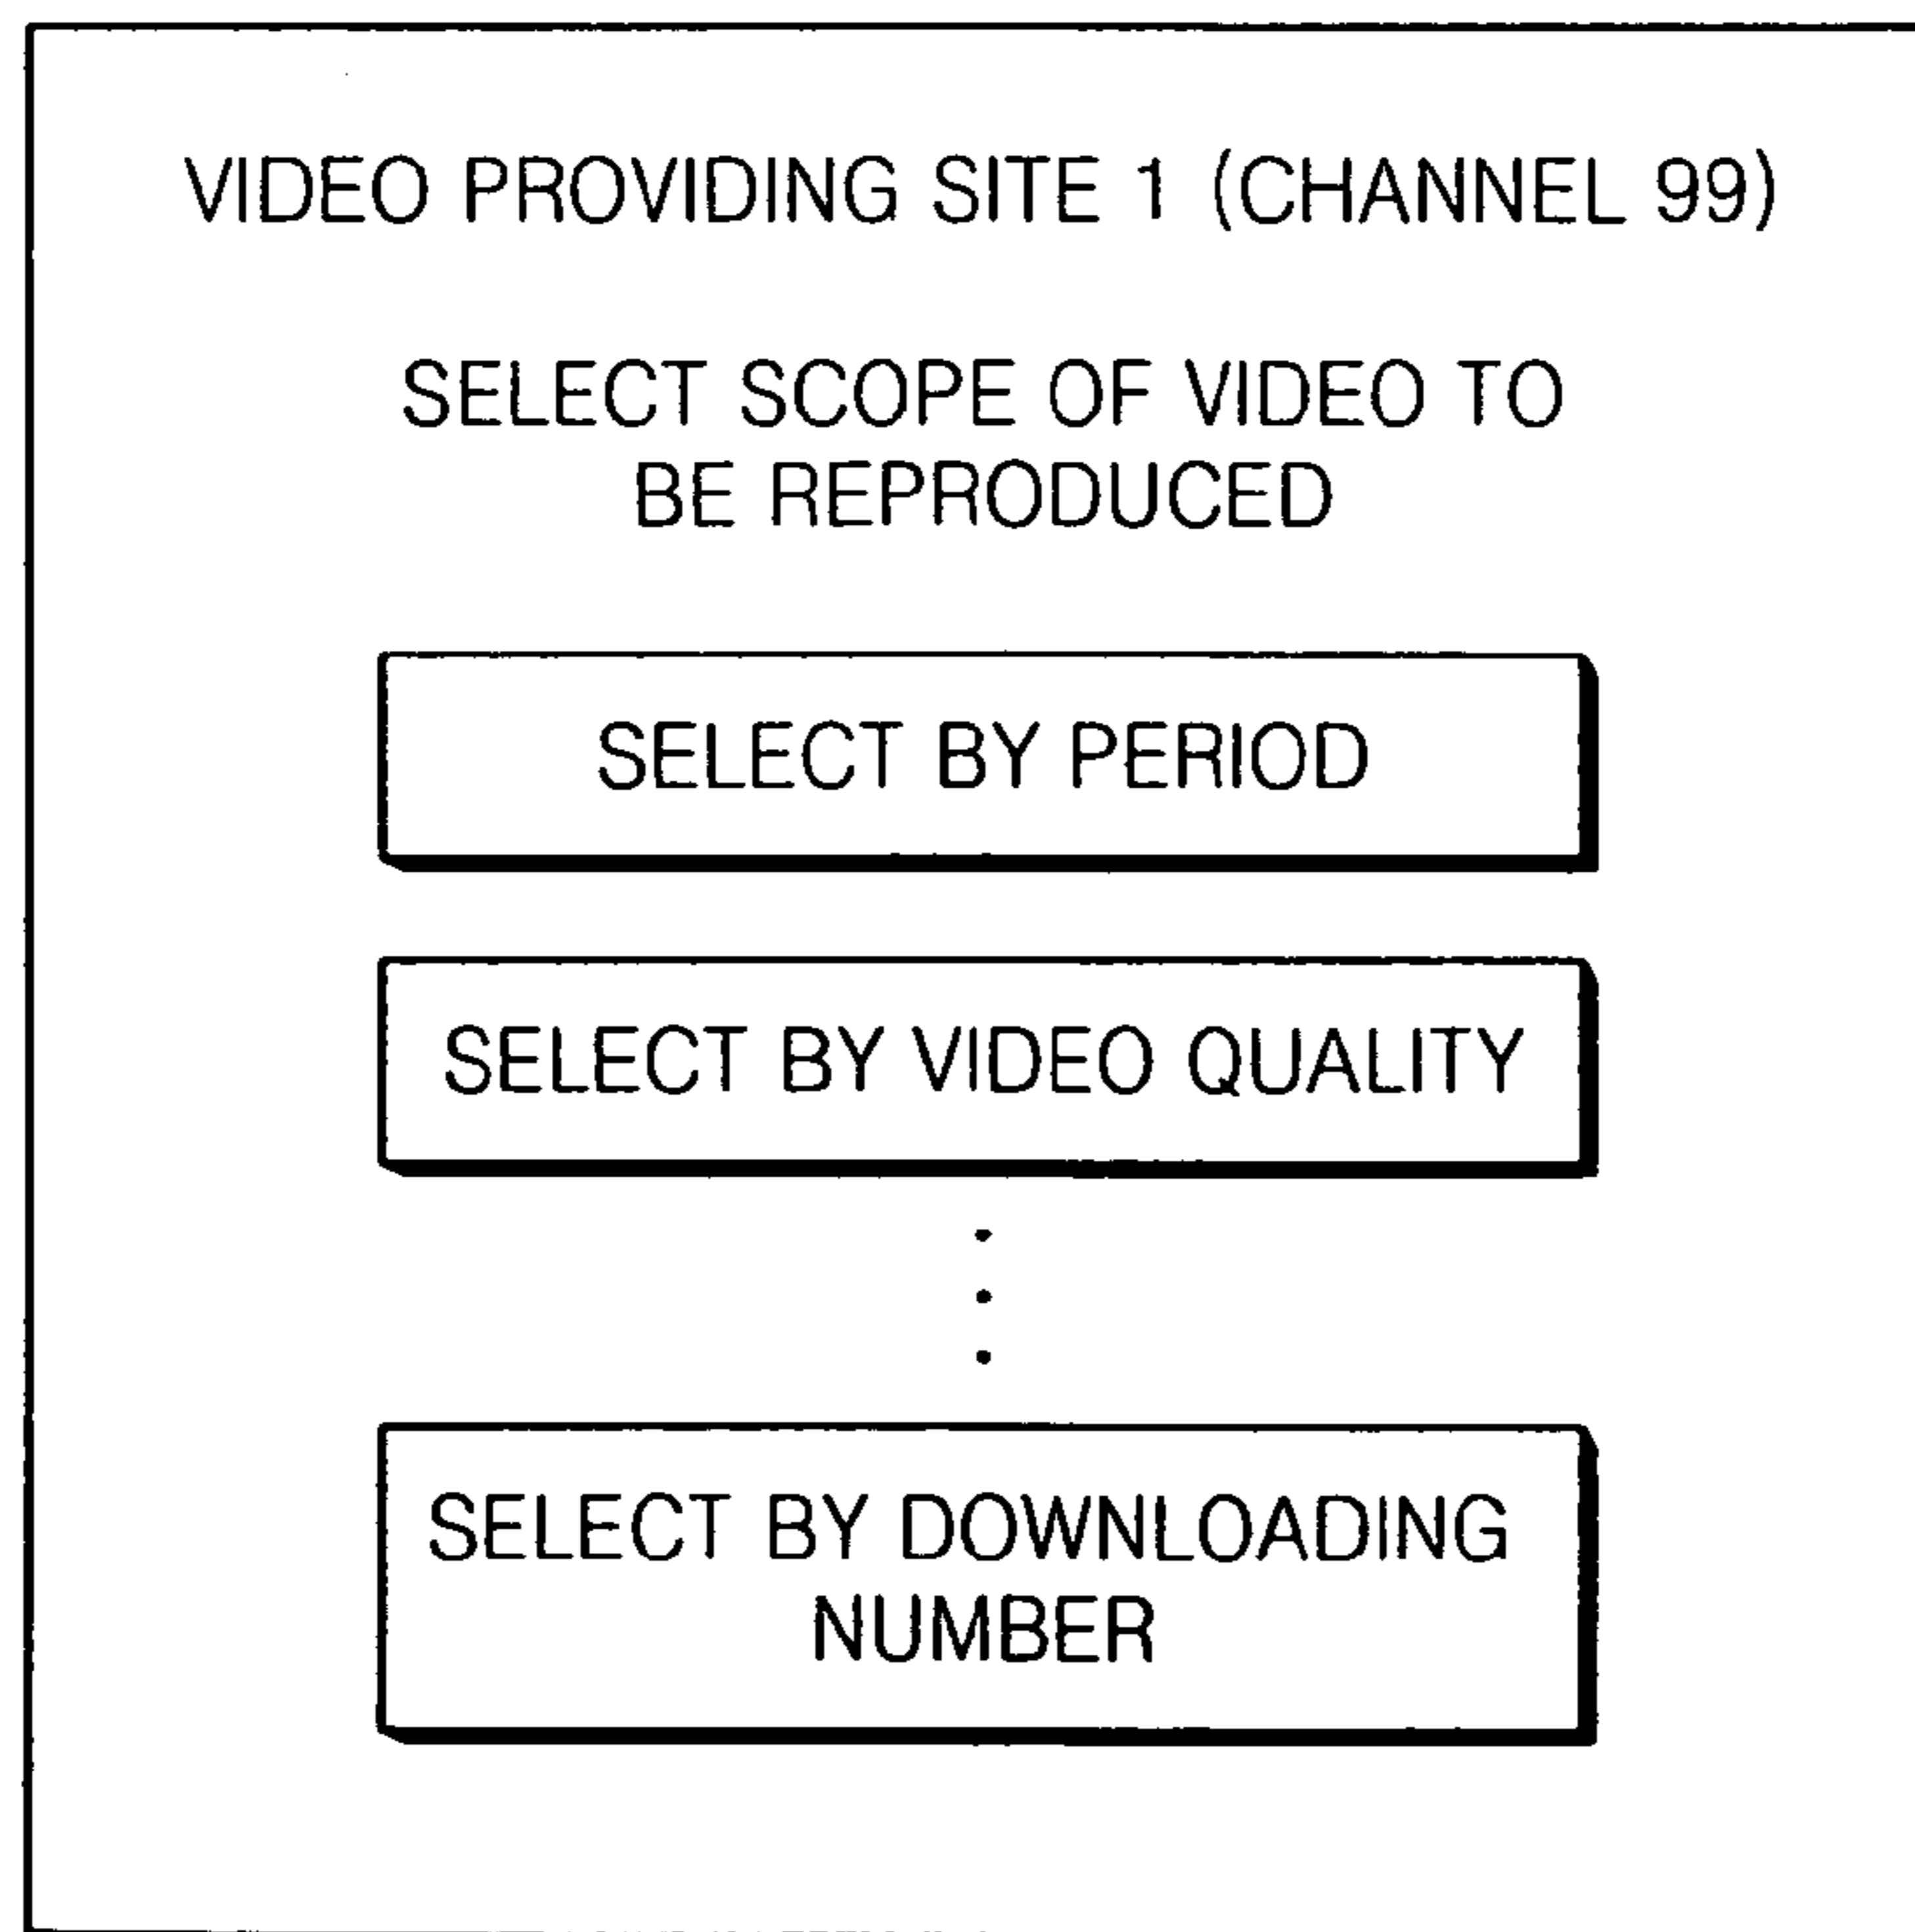 VIDEO PROVIDING SITE 1 (CHANNEL 99)
SELECT SCOPE OF VIDEO TO
BE REPRODUCED
SELECT BY PERIOD
SELECT BY VIDEO QUALITY
SELECT BY DOWNLOADING
NUMBER